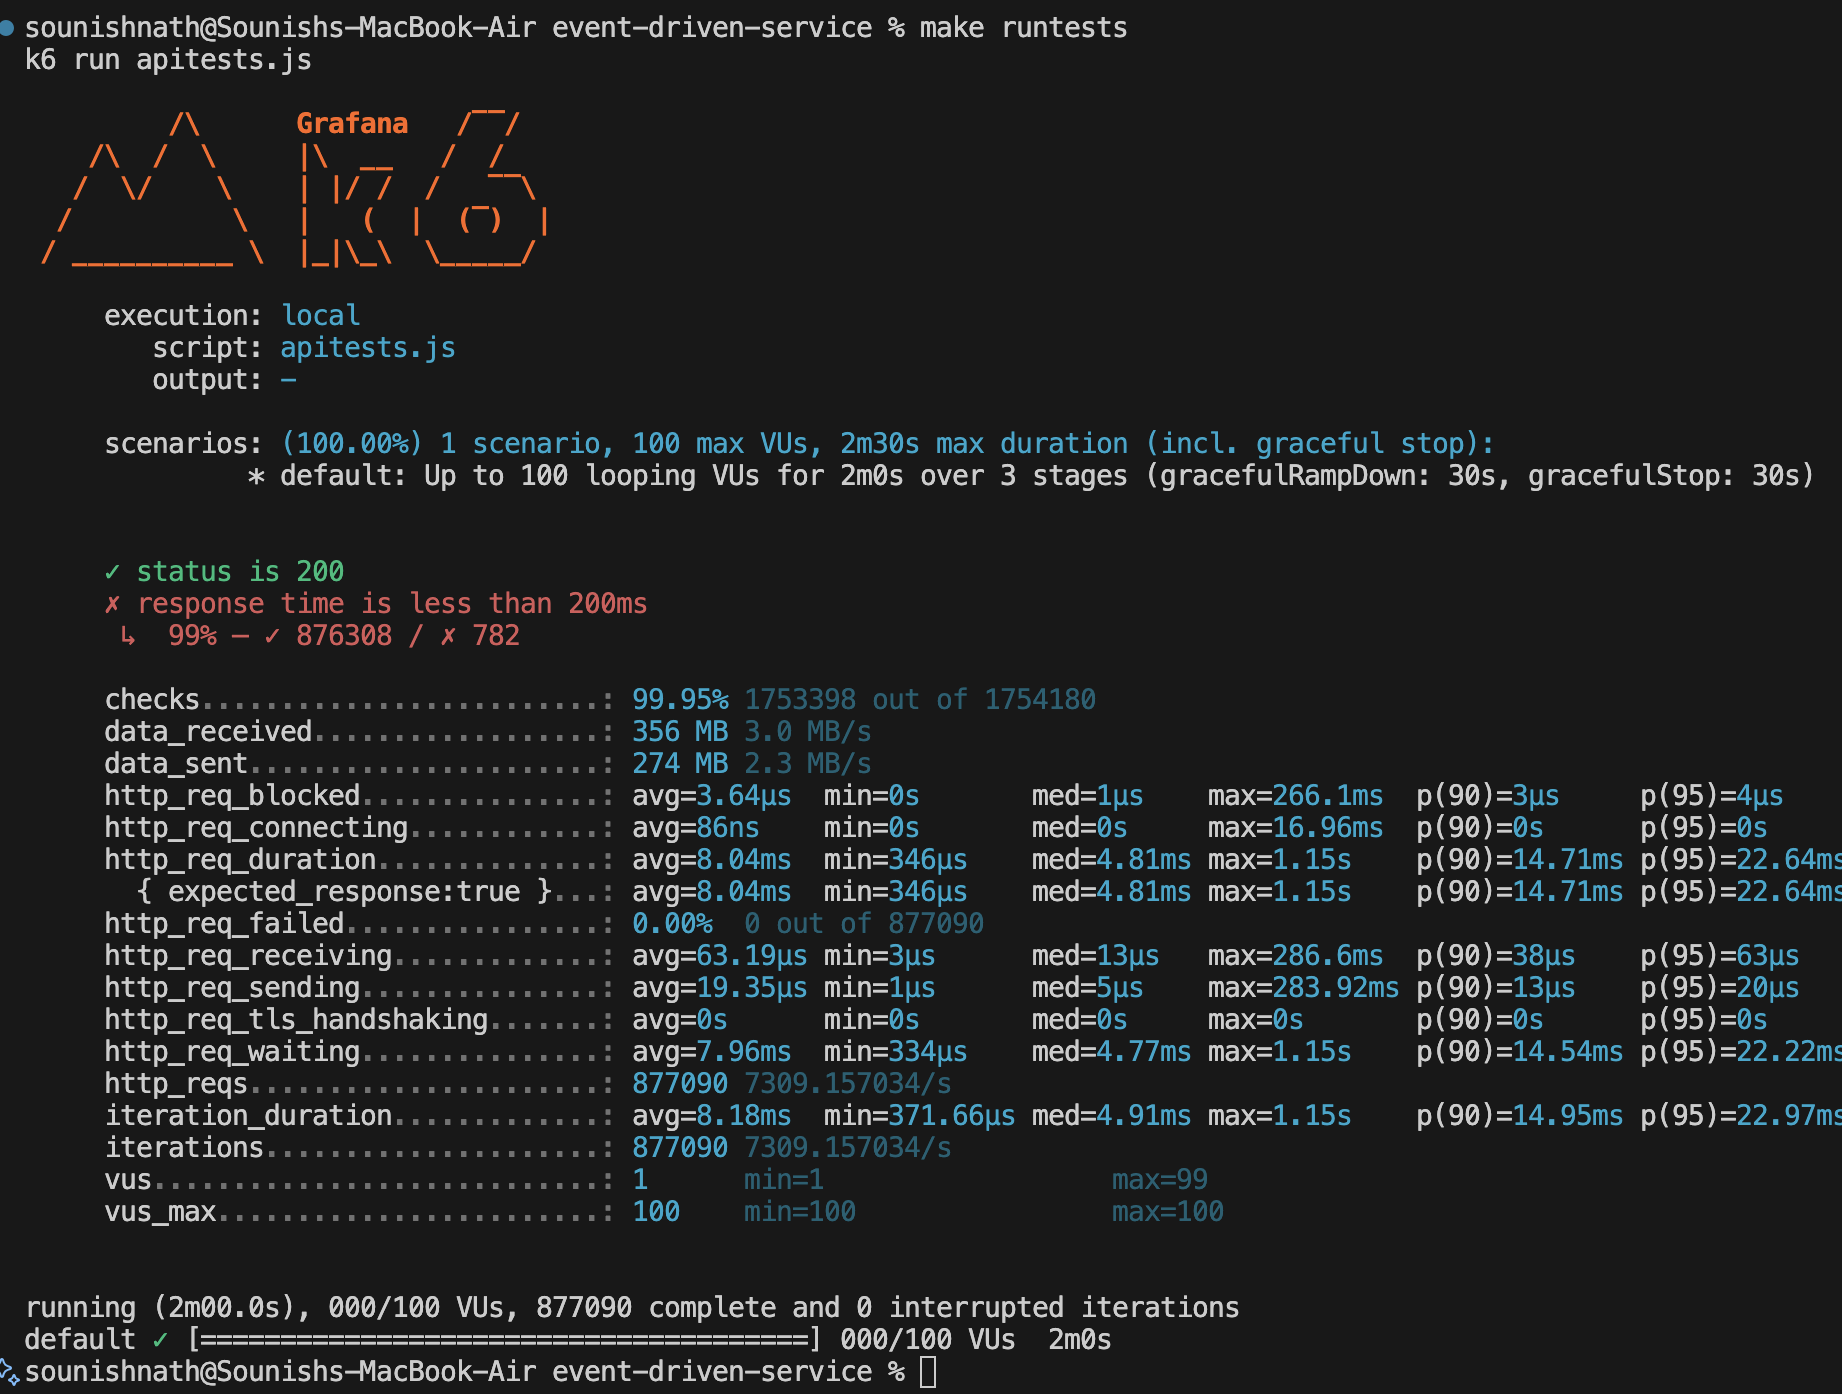 sounishnath@Sounishs-MacBook-Air event-driven-service % make runtests
k6 run apitests.js
Grafana
k6
execution: local
script: apitests.js
output: -
scenarios: (100.00%) 1 scenario, 100 max VUs, 2m30s max duration (incl. graceful stop):
* default: Up to 100 looping VUs for 2m0s over 3 stages (gracefulRampDown: 30s, gracefulStop: 30s)
✓ status is 200
✗ response time is less than 200ms
↳  99% — ✓ 876308 / ✗ 782
checks.........................: 99.95% 1753398 out of 1754180
data_received..................: 356 MB 3.0 MB/s
data_sent......................: 274 MB 2.3 MB/s
http_req_blocked...............: avg=3.64µs  min=0s       med=1µs    max=266.1ms  p(90)=3µs     p(95)=4µs
http_req_connecting............: avg=86ns    min=0s       med=0s     max=16.96ms  p(90)=0s      p(95)=0s
http_req_duration..............: avg=8.04ms  min=346µs    med=4.81ms max=1.15s    p(90)=14.71ms p(95)=22.64ms
{ expected_response:true }...: avg=8.04ms  min=346µs    med=4.81ms max=1.15s    p(90)=14.71ms p(95)=22.64ms
http_req_failed................: 0.00%  0 out of 877090
http_req_receiving.............: avg=63.19µs min=3µs      med=13µs   max=286.6ms  p(90)=38µs    p(95)=63µs
http_req_sending...............: avg=19.35µs min=1µs      med=5µs    max=283.92ms p(90)=13µs    p(95)=20µs
http_req_tls_handshaking.......: avg=0s      min=0s       med=0s     max=0s       p(90)=0s      p(95)=0s
http_req_waiting...............: avg=7.96ms  min=334µs    med=4.77ms max=1.15s    p(90)=14.54ms p(95)=22.22ms
http_reqs......................: 877090 7309.157034/s
iteration_duration.............: avg=8.18ms  min=371.66µs med=4.91ms max=1.15s    p(90)=14.95ms p(95)=22.97ms
iterations.....................: 877090 7309.157034/s
vus............................: 1      min=1                  max=99
vus_max........................: 100    min=100                max=100
running (2m00.0s), 000/100 VUs, 877090 complete and 0 interrupted iterations
default ✓ [======================================] 000/100 VUs  2m0s
sounishnath@Sounishs-MacBook-Air event-driven-service %